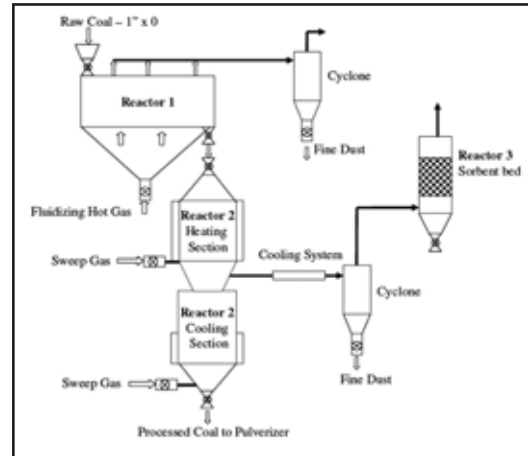 Raw Coal – 1" x 0
Reactor 1
Cyclone
Fine Dust
Fluidizing Hot Gas
Reactor 3
Sorbent bed
Reactor 2
Heating
Section
Sweep Gas
Cooling System
Reactor 2
Cooling
Section
Cyclone
Sweep Gas
Fine Dust
Processed Coal to Pulverizer